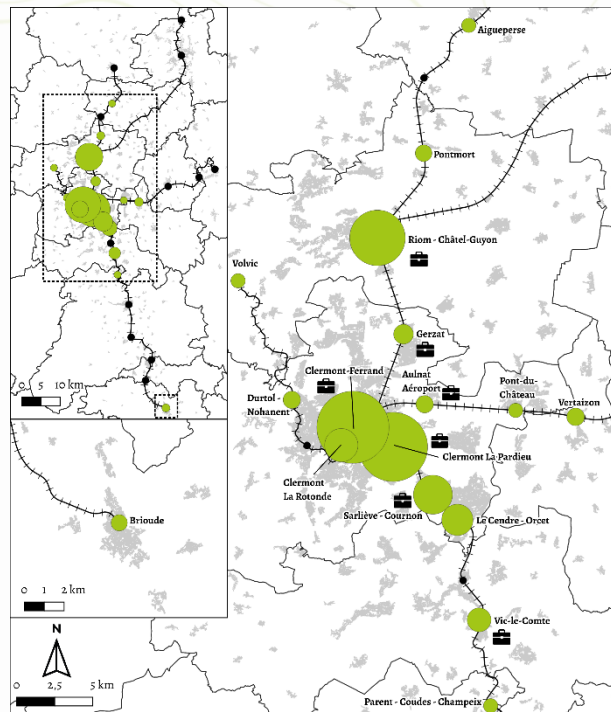 0 5 10 km
Brioude
0 1 2 km
N
0 2,5 5 km
Aigueperse
Pontmort
Riom - Châtel-Guyon
Volvic
Gerzat
Clermont-Ferrand
Aulnat
Aéroport
Pont-du-
Château
Durtol -
Nohanent
Vertaizon
Clermont La Pardieu
Clermont
La Rotonde
Sarliève - Cournon
Le Cendre - Orcet
Vic-le-Comte
Parent - Coudes - Champeix